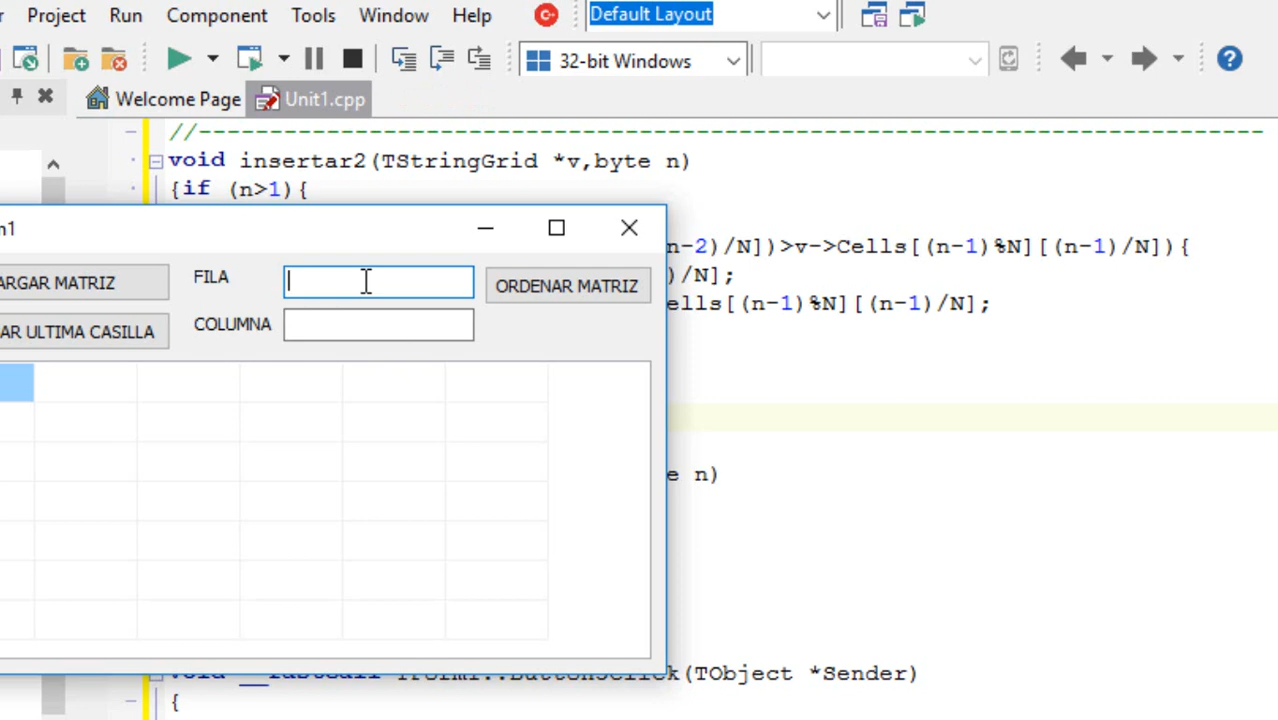 Project Run Component Tools Window Help Default Layout
32-bit Windows
Welcome Page Unit1.cpp
//---------------------------------------------------------------------------
void insertar2(TStringGrid *v,byte n)
{if (n>1){
n-2)/N])>v->Cells[(n-1)%N][(n-1)/N]){
)/N];
ells[(n-1)%N][(n-1)/N];
e n)
k(TObject *Sender)
{
m1
ARGAR MATRIZ
FILA
ORDENAR MATRIZ
AR ULTIMA CASILLA
COLUMNA